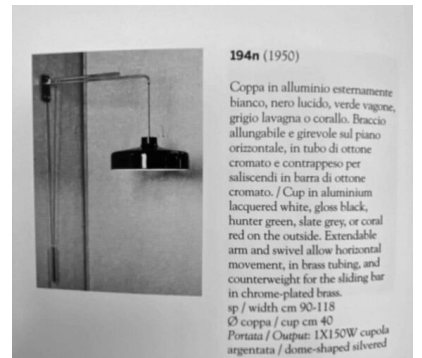 194n (1950)
Coppa in alluminio esternamente
bianco, nero lucido, verde vagone,
grigio lavagna o corallo. Braccio
allungabile e girevole sul piano
orizzontale, in tubo di ottone
cromato e contrappeso per
saliscendi in barra di ottone
cromato. / Cup in aluminium
lacquered white, gloss black,
hunter green, slate grey, or coral
red on the outside. Extendable
arm and swivel allow horizontal
movement, in brass tubing, and
counterweight for the sliding bar
in chrome-plated brass.
sp / width cm 90-118
Ø coppa / cup cm 40
Portata / Output: 1X150W cupola
argentata / dome-shaped silvered